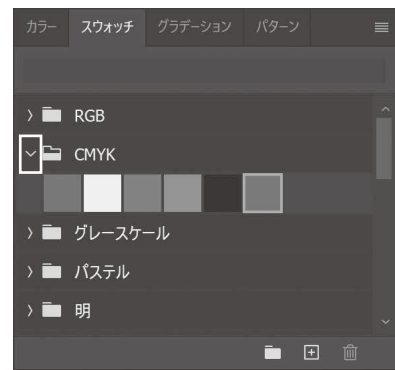 カラー スウォッチ グラデーション パターン
RGB
CMYK
グレースケール
パステル
明